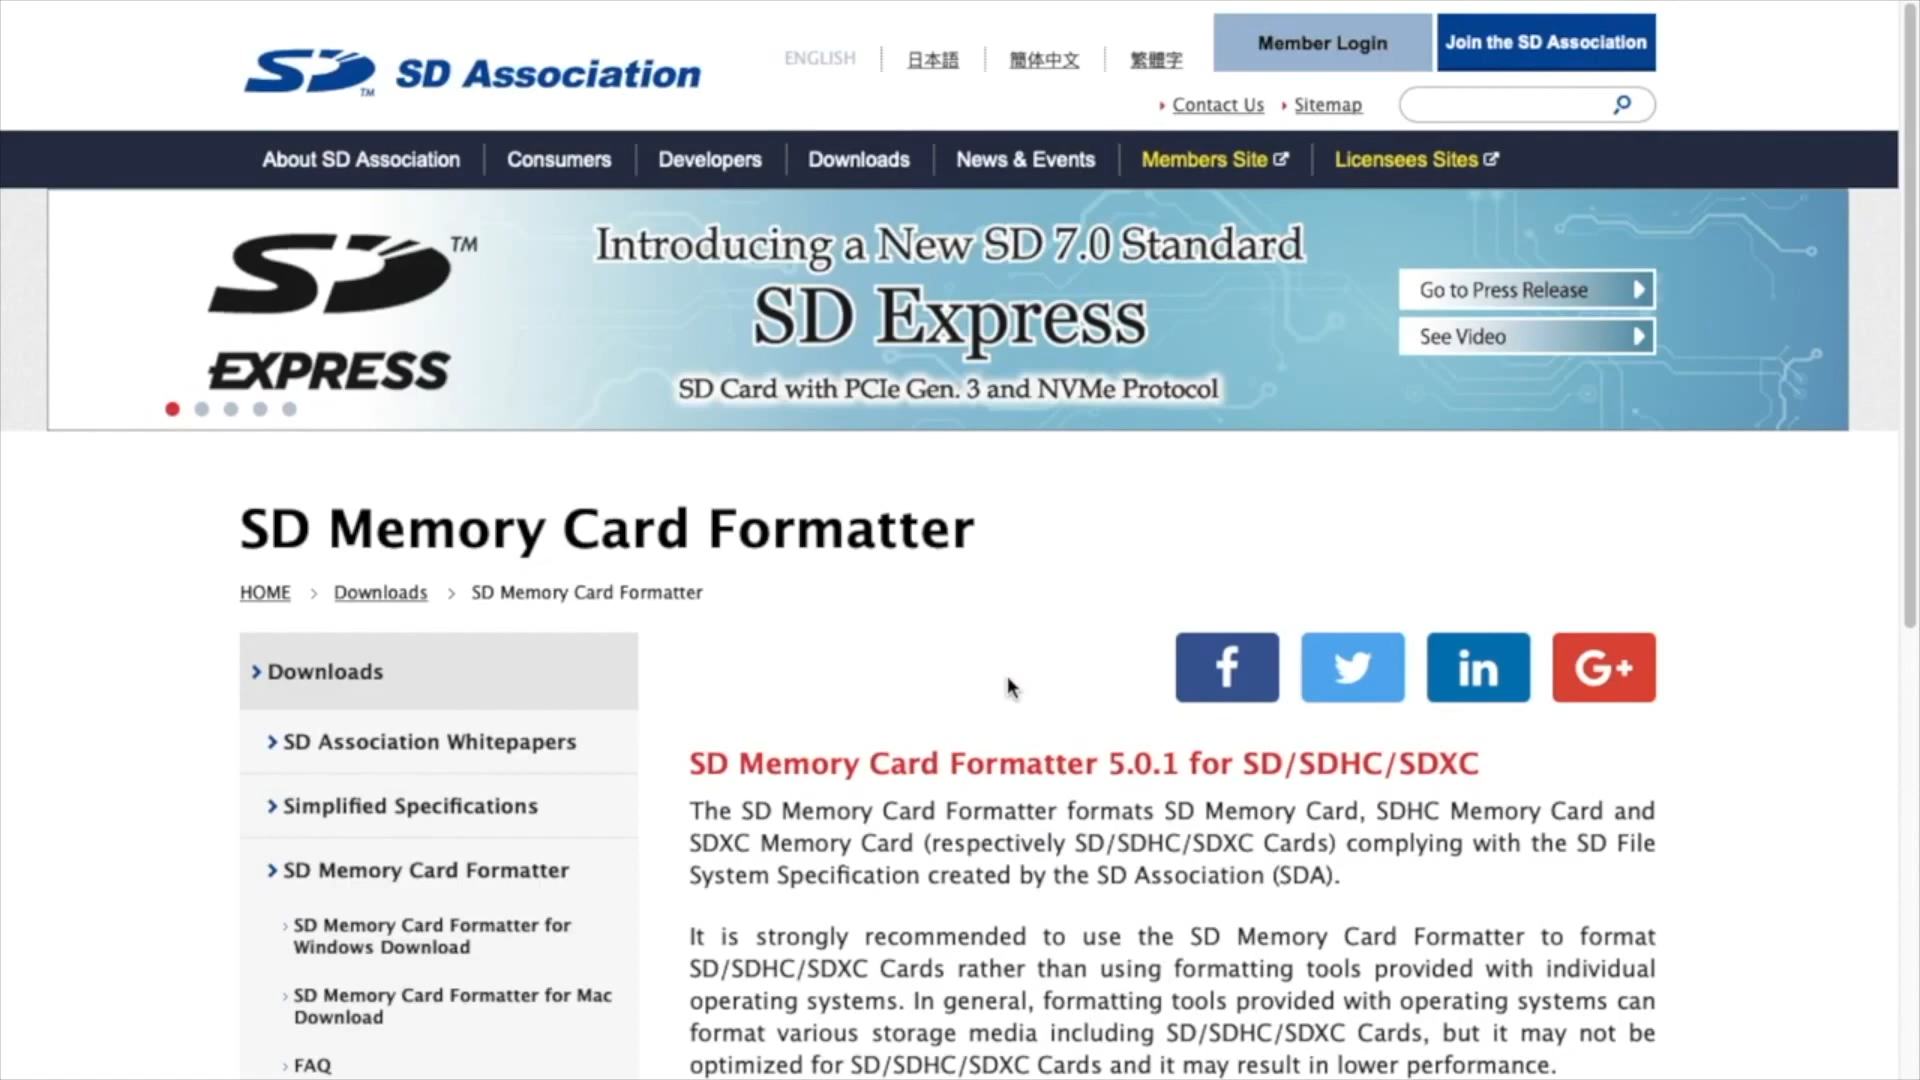 SD TM SD Association
ENGLISH 日本語 簡体中文 繁體字
Member Login
Join the SD Association
Contact Us Sitemap
About SD Association Consumers Developers Downloads News & Events Members Site Licensees Sites
SD TM
EXPRESS
Introducing a New SD 7.0 Standard
SD Express
SD Card with PCIe Gen. 3 and NVMe Protocol
Go to Press Release
See Video
SD Memory Card Formatter
HOME > Downloads > SD Memory Card Formatter
Downloads
SD Association Whitepapers
Simplified Specifications
SD Memory Card Formatter
SD Memory Card Formatter for
Windows Download
SD Memory Card Formatter for Mac
Download
FAQ
f in G+
SD Memory Card Formatter 5.0.1 for SD/SDHC/SDXC
The SD Memory Card Formatter formats SD Memory Card, SDHC Memory Card and
SDXC Memory Card (respectively SD/SDHC/SDXC Cards) complying with the SD File
System Specification created by the SD Association (SDA).
It is strongly recommended to use the SD Memory Card Formatter to format
SD/SDHC/SDXC Cards rather than using formatting tools provided with individual
operating systems. In general, formatting tools provided with operating systems can
format various storage media including SD/SDHC/SDXC Cards, but it may not be
optimized for SD/SDHC/SDXC Cards and it may result in lower performance.